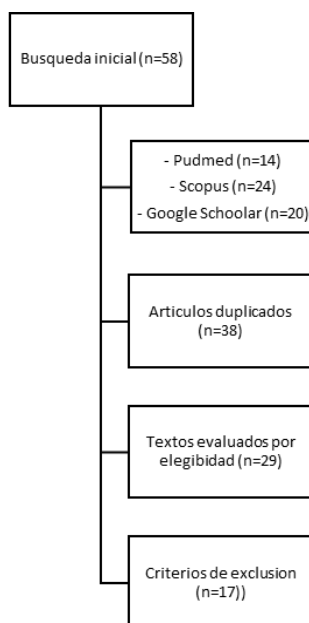 Busqueda inicial (n=58)
- Pudmed (n=14)
- Scopus (n=24)
- Google Schoolar (n=20)
Articulos duplicados
(n=38)
Textos evaluados por
elegibidad (n=29)
Criterios de exclusion
(n=17))